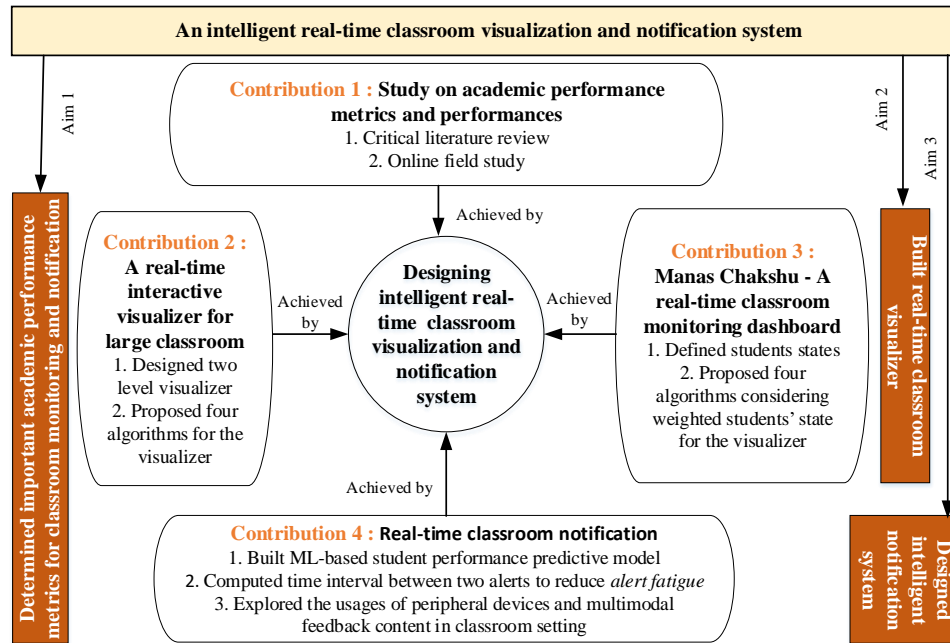 An intelligent real-time classroom visualization and notification system
Aim 1
Aim 2
Aim 3
Contribution 1 : Study on academic performance
metrics and performances
1. Critical literature review
2. Online field study
Achieved by
Determined important academic performance
metrics for classroom monitoring and notification
Contribution 2 :
A real-time
interactive
visualizer for
large classroom
1. Designed two
level visualizer
2. Proposed four
algorithms for the
visualizer
Achieved
by
Designing
intelligent real-
time classroom
visualization and
notification
system
Achieved
by
Contribution 3 :
Manas Chakshu - A
real-time classroom
monitoring dashboard
1. Defined students states
2. Proposed four
algorithms considering
weighted students' state
for the visualizer
Built real-time classroom
visualizer
Achieved by
Contribution 4 : Real-time classroom notification
1. Built ML-based student performance predictive model
2. Computed time interval between two alerts to reduce alert fatigue
3. Explored the usages of peripheral devices and multimodal
feedback content in classroom setting
Designed
intelligent
notification
system